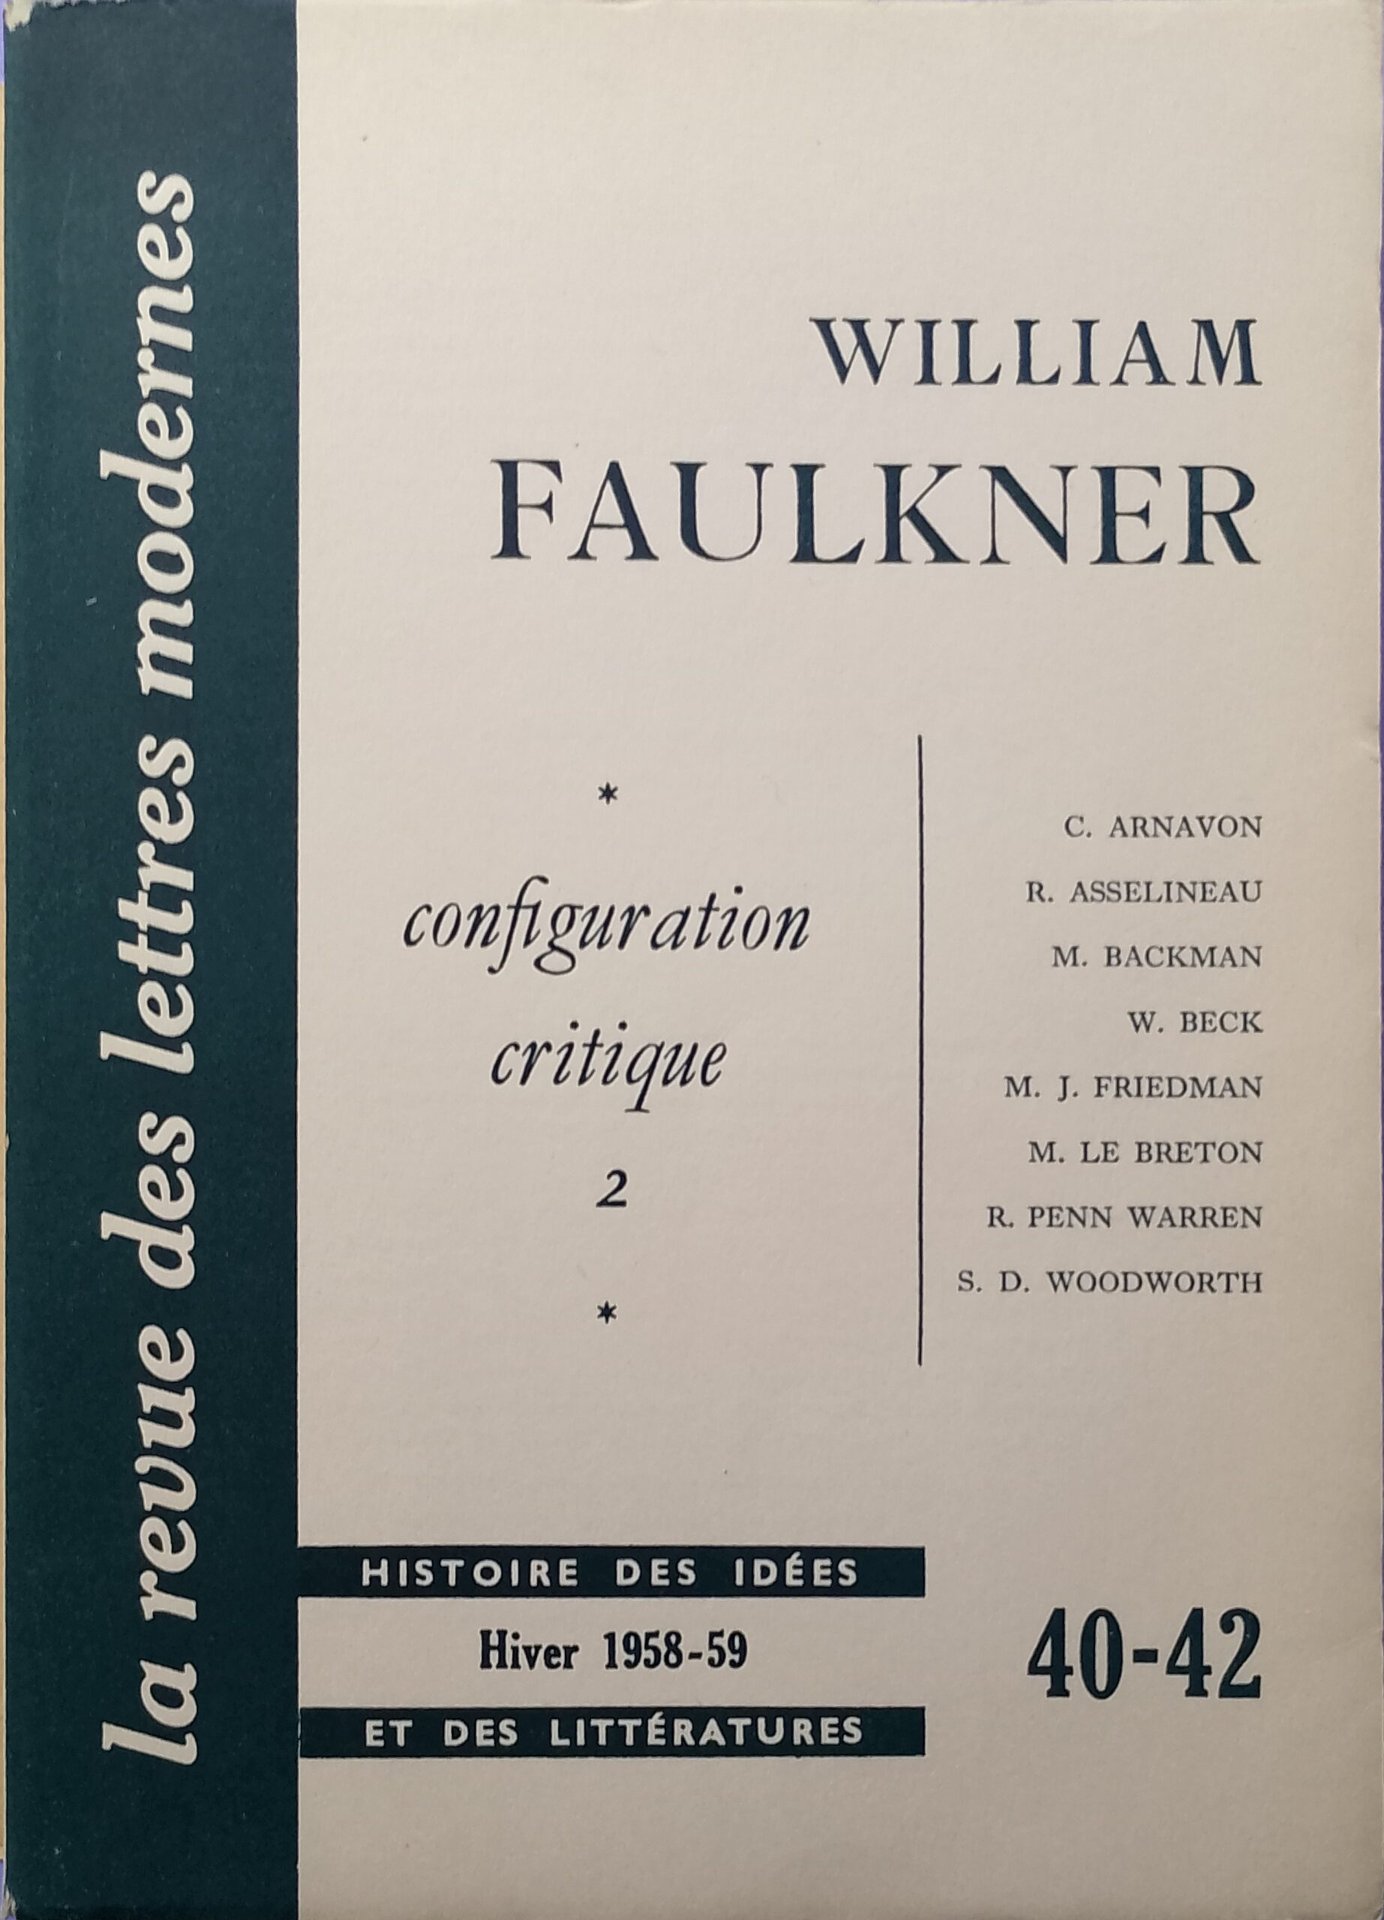 la revue des lettres modernes
WILLIAM
FAULKNER
*
configuration
critique
2
*
C. ARNAVON
R. ASSELINEAU
M. BACKMAN
W. BECK
M. J. FRIEDMAN
M. LE BRETON
R. PENN WARREN
S. D. WOODWORTH
HISTOIRE DES IDÉES
Hiver 1958-59
ET DES LITTÉRATURES
40-42